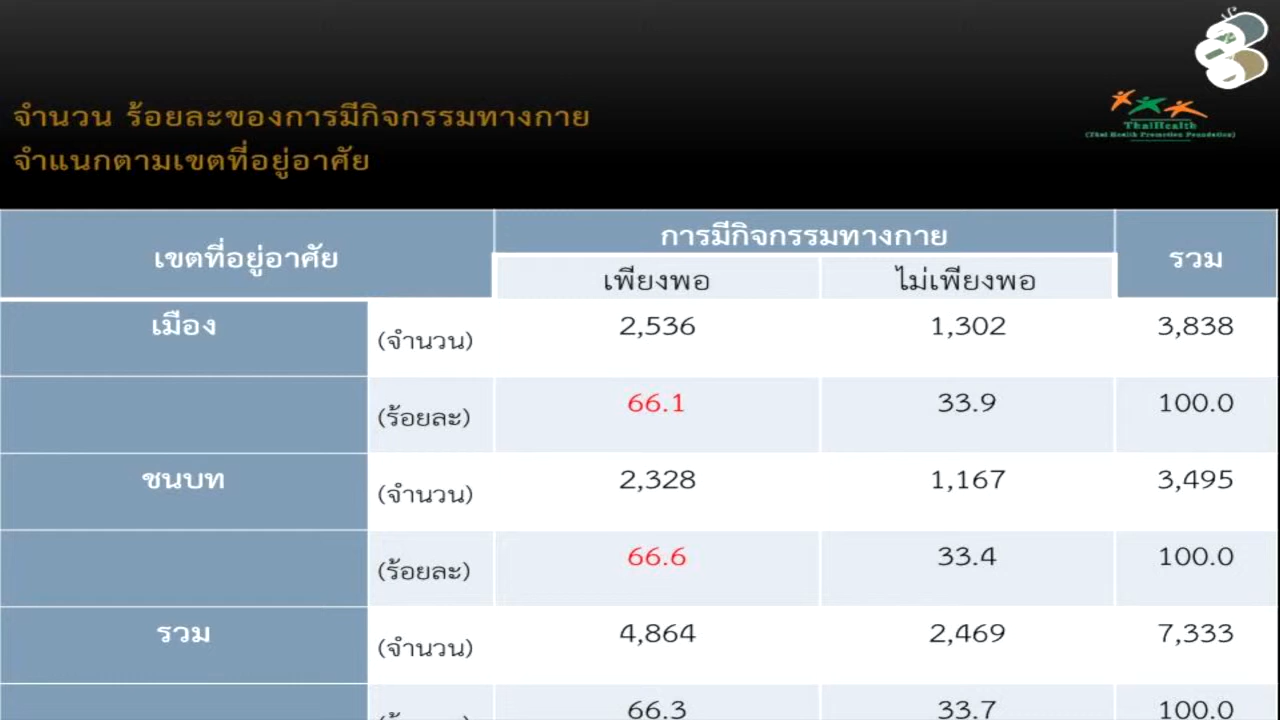 จำนวน ร้อยละของการมีกิจกรรมทางกาย
จำแนกตามเขตที่อยู่อาศัย
ThaiHealth
(Thai Health Promotion Foundation)
เขตที่อยู่อาศัย การมีกิจกรรมทางกาย รวม
เพียงพอ ไม่เพียงพอ
เมือง (จำนวน) 2,536 1,302 3,838
(ร้อยละ) 66.1 33.9 100.0
ชนบท (จำนวน) 2,328 1,167 3,495
(ร้อยละ) 66.6 33.4 100.0
รวม (จำนวน) 4,864 2,469 7,333
66.3 33.7 100.0